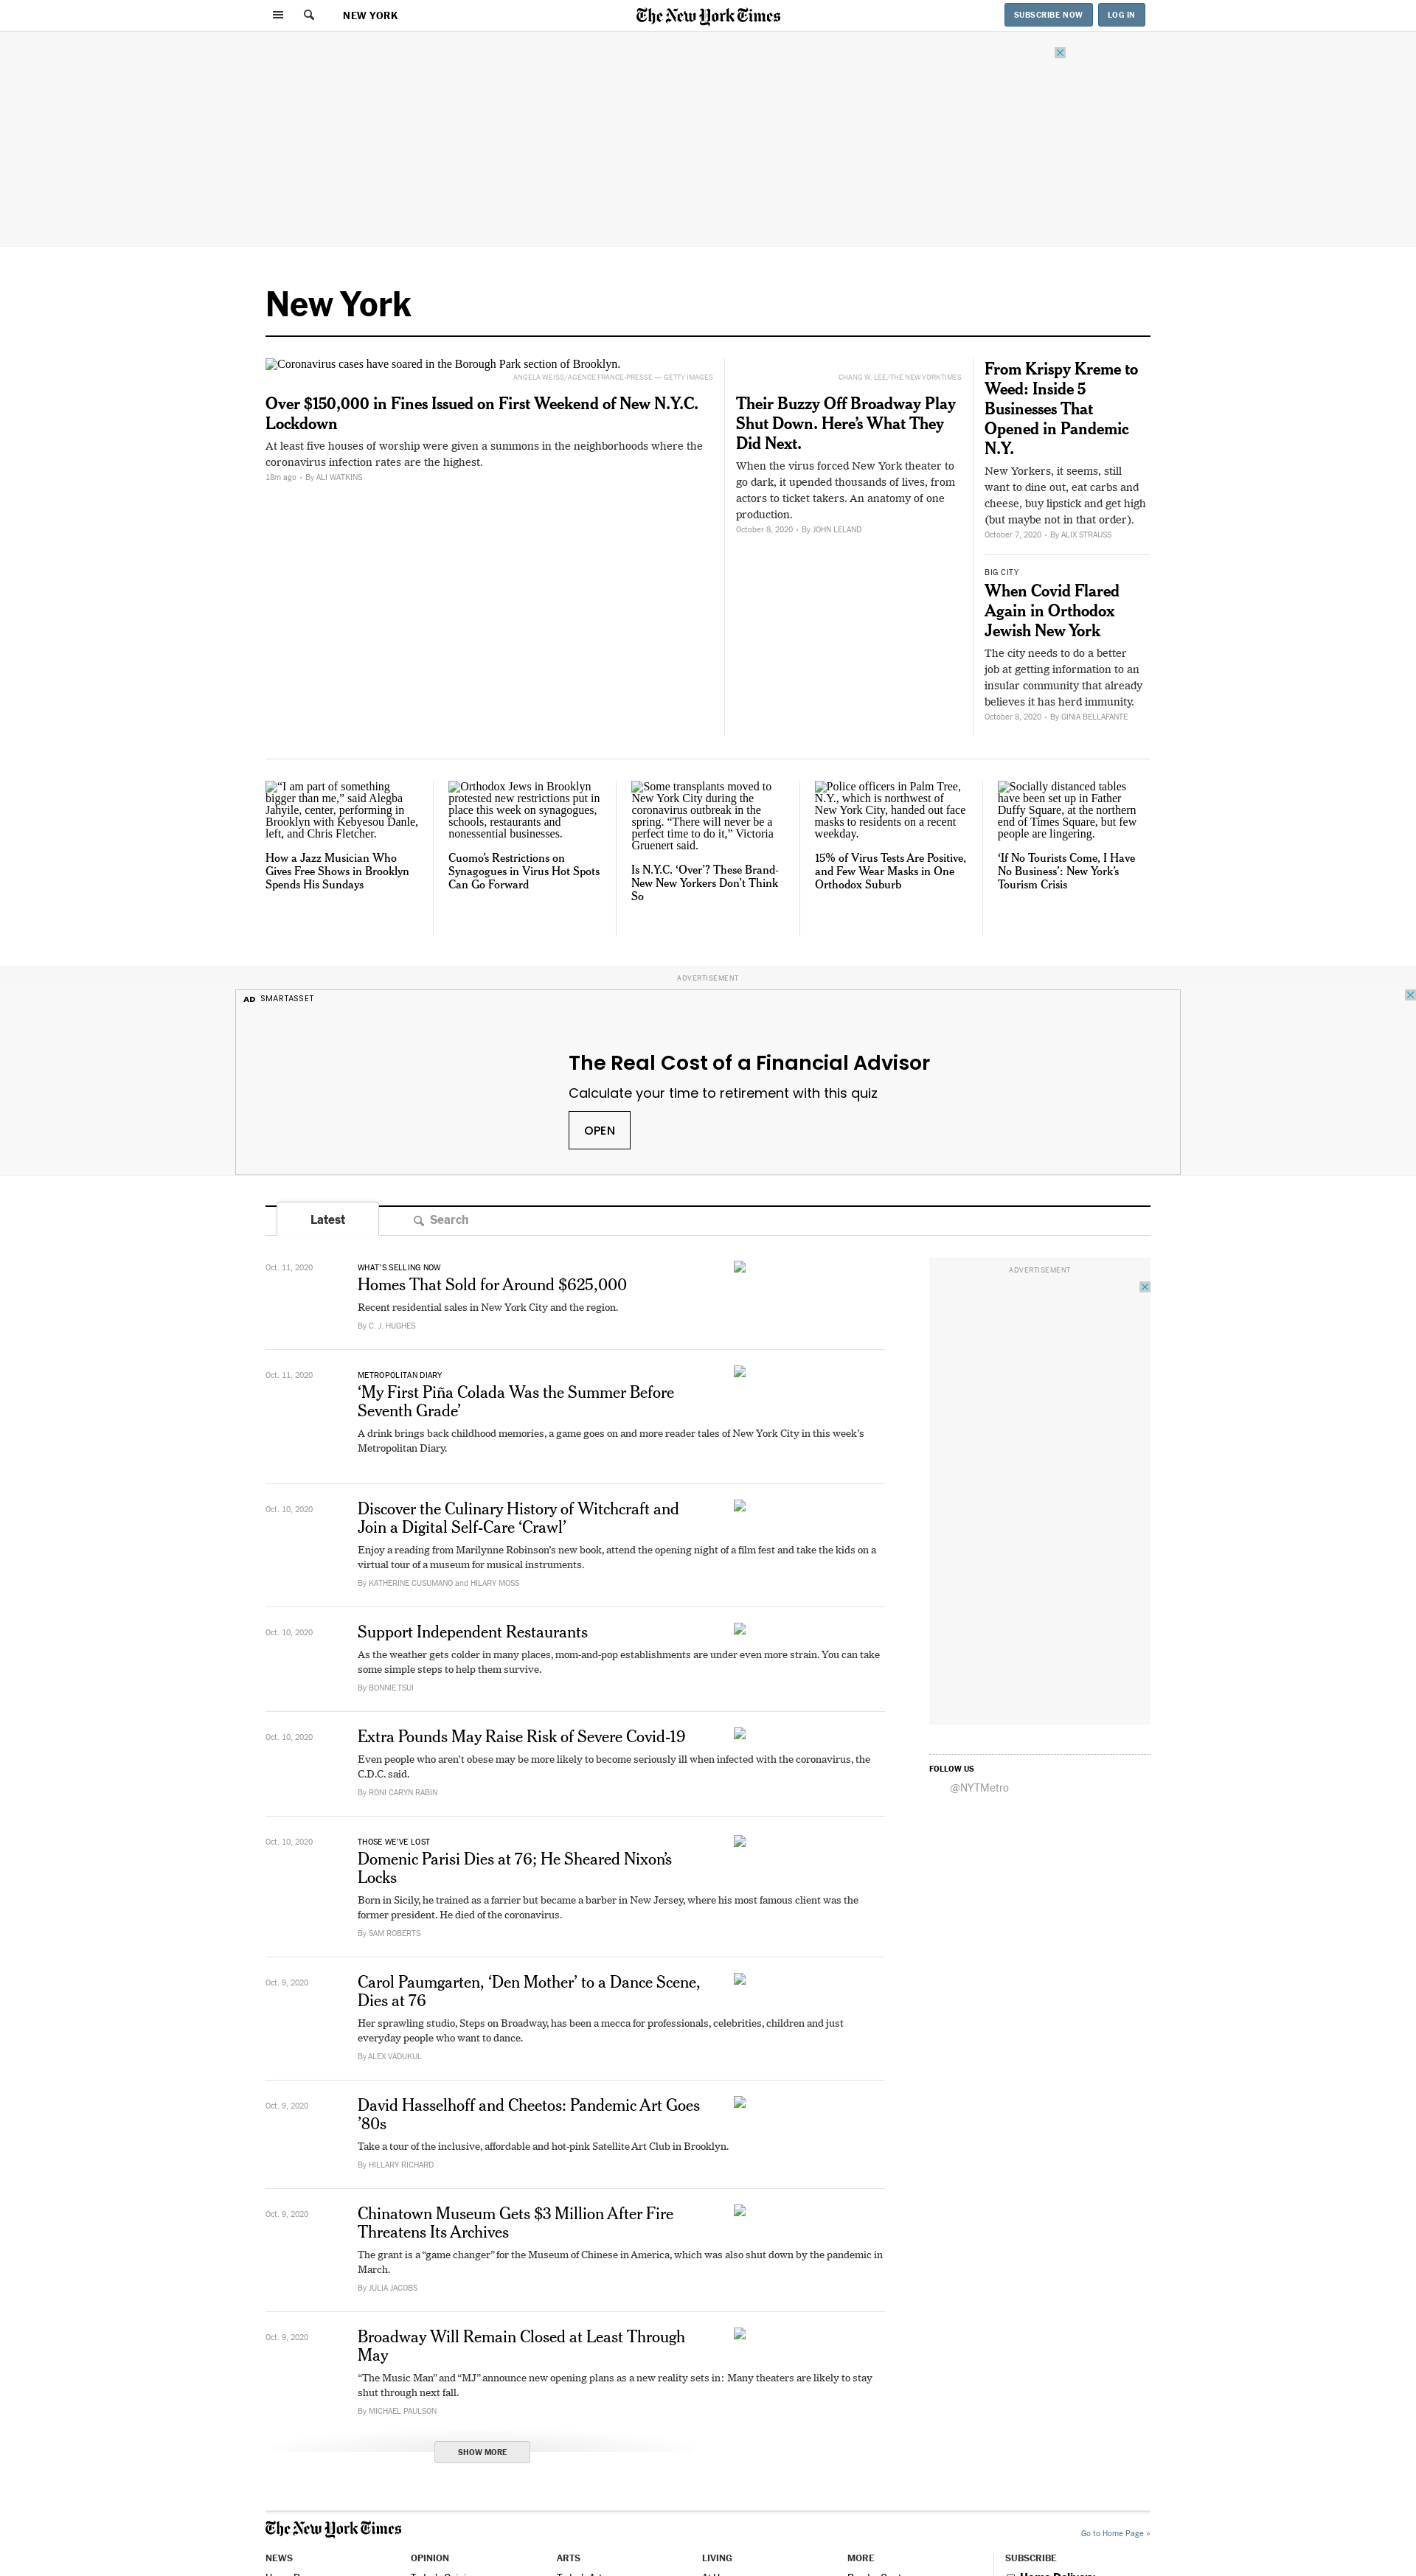 NEW YORK
The New York Times
SUBSCRIBE NOW
LOG IN
New York
Coronavirus cases have soared in the Borough Park section of Brooklyn.
ANGELA WEISS/AGENCE FRANCE-PRESSE — GETTY IMAGES
Over $150,000 in Fines Issued on First Weekend of New N.Y.C.
Lockdown
At least five houses of worship were given a summons in the neighborhoods where the
coronavirus infection rates are the highest.
18m ago • By ALI WATKINS
CHANG W. LEE/THE NEW YORK TIMES
Their Buzzy Off Broadway Play
Shut Down. Here’s What They
Did Next.
When the virus forced New York theater to
go dark, it upended thousands of lives, from
actors to ticket takers. An anatomy of one
production.
October 8, 2020 • By JOHN LELAND
From Krispy Kreme to
Weed: Inside 5
Businesses That
Opened in Pandemic
N.Y.
New Yorkers, it seems, still
want to dine out, eat carbs and
cheese, buy lipstick and get high
(but maybe not in that order).
October 7, 2020 • By ALIX STRAUSS
BIG CITY
When Covid Flared
Again in Orthodox
Jewish New York
The city needs to do a better
job at getting information to an
insular community that already
believes it has herd immunity.
October 8, 2020 • By GINIA BELLAFANTE
“I am part of something
bigger than me,” said Alegba
Jahyile, center, performing in
Brooklyn with Kebyesou Danle,
left, and Chris Fletcher.
How a Jazz Musician Who
Gives Free Shows in Brooklyn
Spends His Sundays
Orthodox Jews in Brooklyn
protested new restrictions put in
place this week on synagogues,
schools, restaurants and
nonessential businesses.
Cuomo’s Restrictions on
Synagogues in Virus Hot Spots
Can Go Forward
Some transplants moved to
New York City during the
coronavirus outbreak in the
spring. “There will never be a
perfect time to do it,” Victoria
Gruenert said.
Is N.Y.C. ‘Over’? These Brand-
New New Yorkers Don’t Think
So
Police officers in Palm Tree,
N.Y., which is northwest of
New York City, handed out face
masks to residents on a recent
weekday.
15% of Virus Tests Are Positive,
and Few Wear Masks in One
Orthodox Suburb
Socially distanced tables
have been set up in Father
Duffy Square, at the northern
end of Times Square, but few
people are lingering.
‘If No Tourists Come, I Have
No Business’: New York’s
Tourism Crisis
ADVERTISEMENT
AD SMARTASSET
The Real Cost of a Financial Advisor
Calculate your time to retirement with this quiz
OPEN
Latest
Search
Oct. 11, 2020
WHAT’S SELLING NOW
Homes That Sold for Around $625,000
Recent residential sales in New York City and the region.
By C. J. HUGHES
Oct. 11, 2020
METROPOLITAN DIARY
‘My First Piña Colada Was the Summer Before
Seventh Grade’
A drink brings back childhood memories, a game goes on and more reader tales of New York City in this week’s
Metropolitan Diary.
Oct. 10, 2020
Discover the Culinary History of Witchcraft and
Join a Digital Self-Care ‘Crawl’
Enjoy a reading from Marilynne Robinson’s new book, attend the opening night of a film fest and take the kids on a
virtual tour of a museum for musical instruments.
By KATHERINE CUSUMANO and HILARY MOSS
Oct. 10, 2020
Support Independent Restaurants
As the weather gets colder in many places, mom-and-pop establishments are under even more strain. You can take
some simple steps to help them survive.
By BONNIE TSUI
Oct. 10, 2020
Extra Pounds May Raise Risk of Severe Covid-19
Even people who aren’t obese may be more likely to become seriously ill when infected with the coronavirus, the
C.D.C. said.
By RONI CARYN RABIN
Oct. 10, 2020
THOSE WE’VE LOST
Domenic Parisi Dies at 76; He Sheared Nixon’s
Locks
Born in Sicily, he trained as a farrier but became a barber in New Jersey, where his most famous client was the
former president. He died of the coronavirus.
By SAM ROBERTS
Oct. 9, 2020
Carol Paumgarten, ‘Den Mother’ to a Dance Scene,
Dies at 76
Her sprawling studio, Steps on Broadway, has been a mecca for professionals, celebrities, children and just
everyday people who want to dance.
By ALEX VADUKUL
Oct. 9, 2020
David Hasselhoff and Cheetos: Pandemic Art Goes
’80s
Take a tour of the inclusive, affordable and hot-pink Satellite Art Club in Brooklyn.
By HILLARY RICHARD
Oct. 9, 2020
Chinatown Museum Gets $3 Million After Fire
Threatens Its Archives
The grant is a “game changer” for the Museum of Chinese in America, which was also shut down by the pandemic in
March.
By JULIA JACOBS
Oct. 9, 2020
Broadway Will Remain Closed at Least Through
May
“The Music Man” and “MJ” announce new opening plans as a new reality sets in: Many theaters are likely to stay
shut through next fall.
By MICHAEL PAULSON
SHOW MORE
ADVERTISEMENT
FOLLOW US
@NYTMetro
The New York Times
Go to Home Page »
NEWS
OPINION
ARTS
LIVING
MORE
SUBSCRIBE